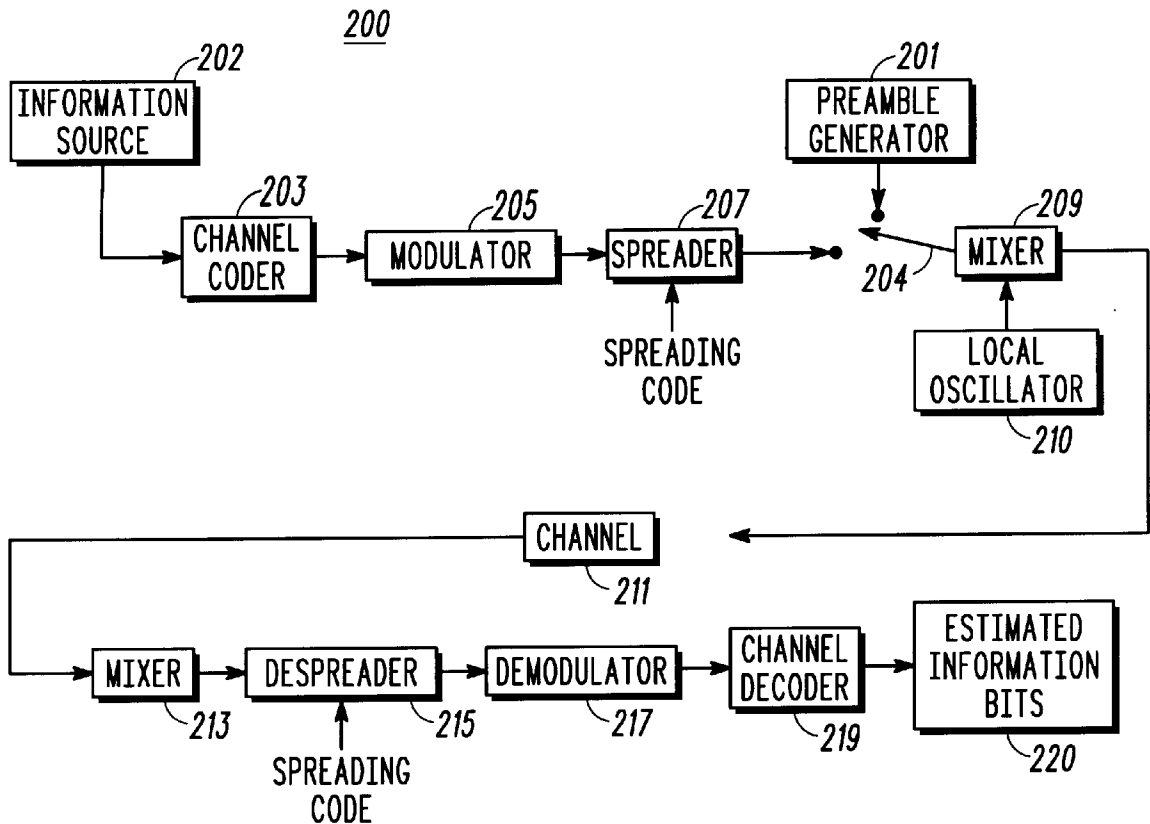 200
202
INFORMATION
SOURCE
201
PREAMBLE
GENERATOR
203
CHANNEL
CODER
205
MODULATOR
207
SPREADER
204
209
MIXER
SPREADING
CODE
LOCAL
OSCILLATOR
210
CHANNEL
211
MIXER
213
DESPREADER
215
DEMODULATOR
217
CHANNEL
DECODER
219
ESTIMATED
INFORMATION
BITS
220
SPREADING
CODE